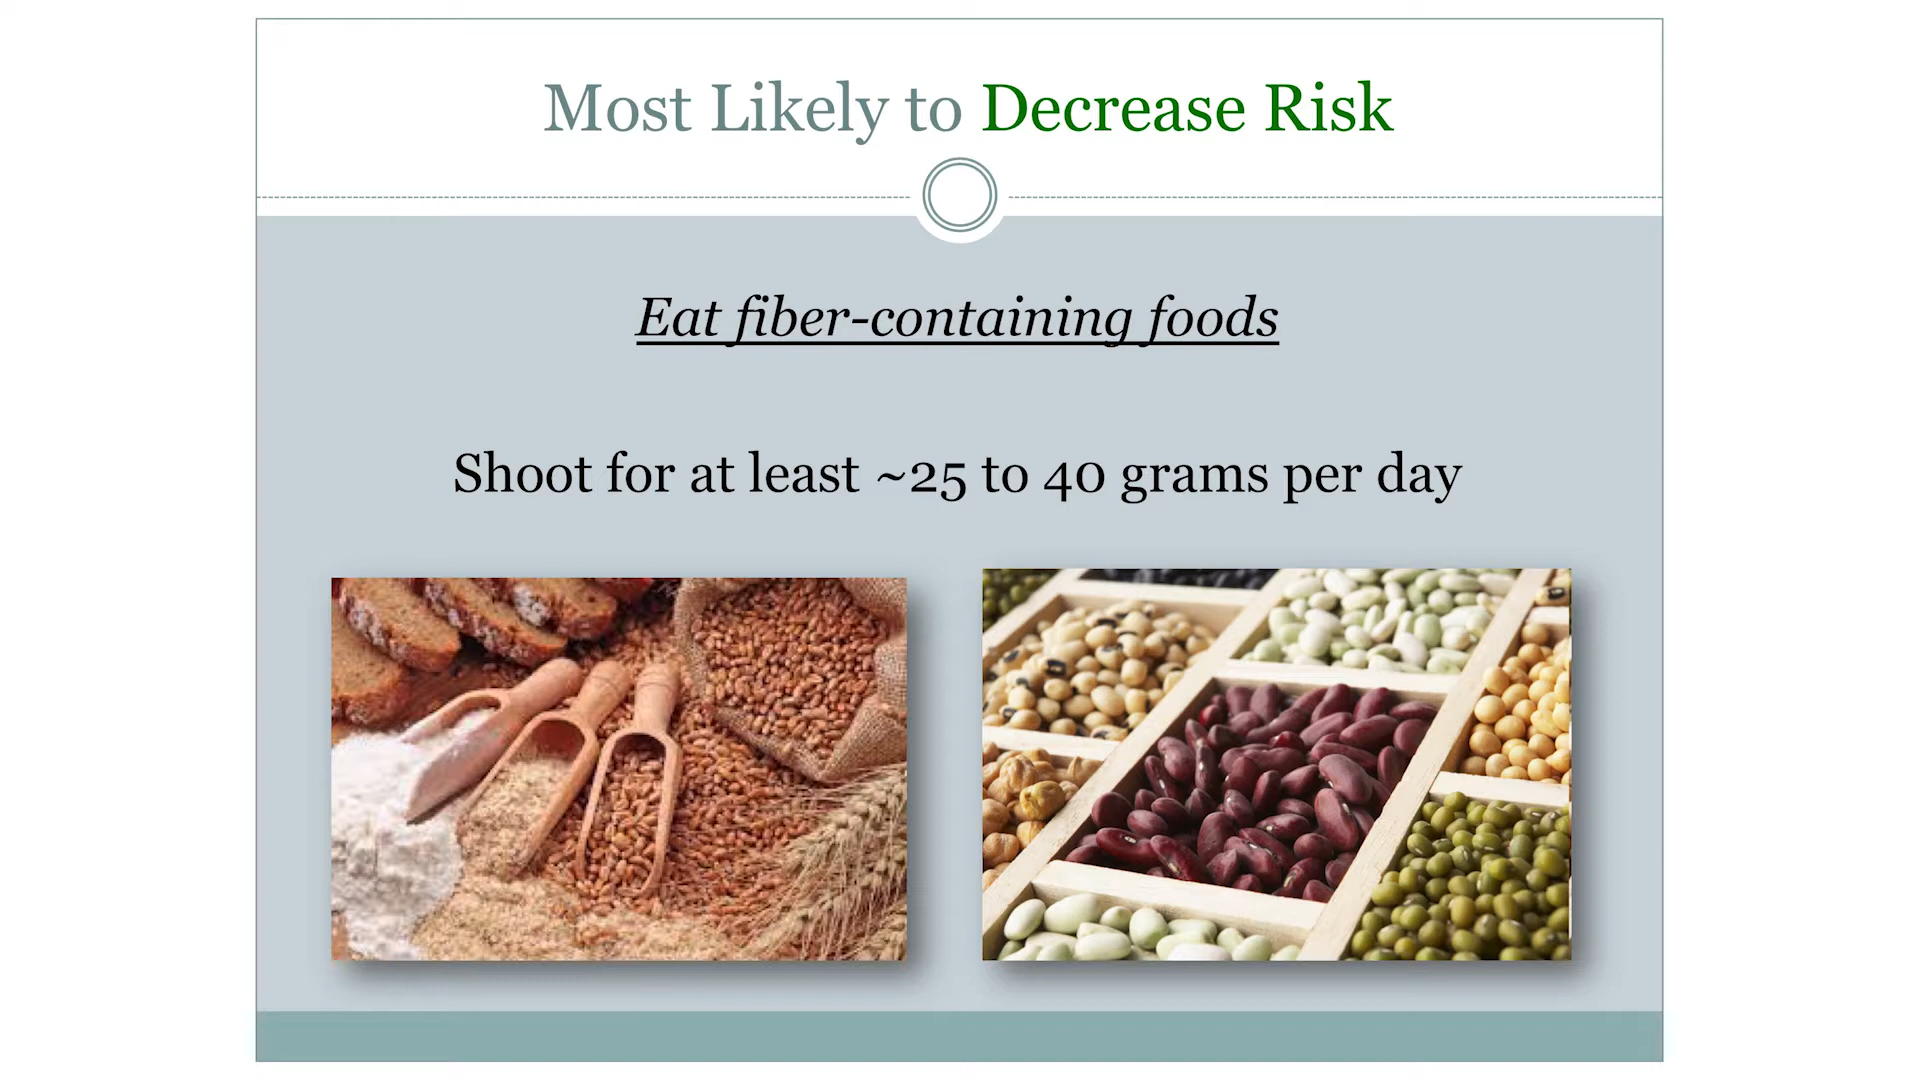 Most Likely to Decrease Risk
Eat fiber-containing foods
Shoot for at least ~25 to 40 grams per day